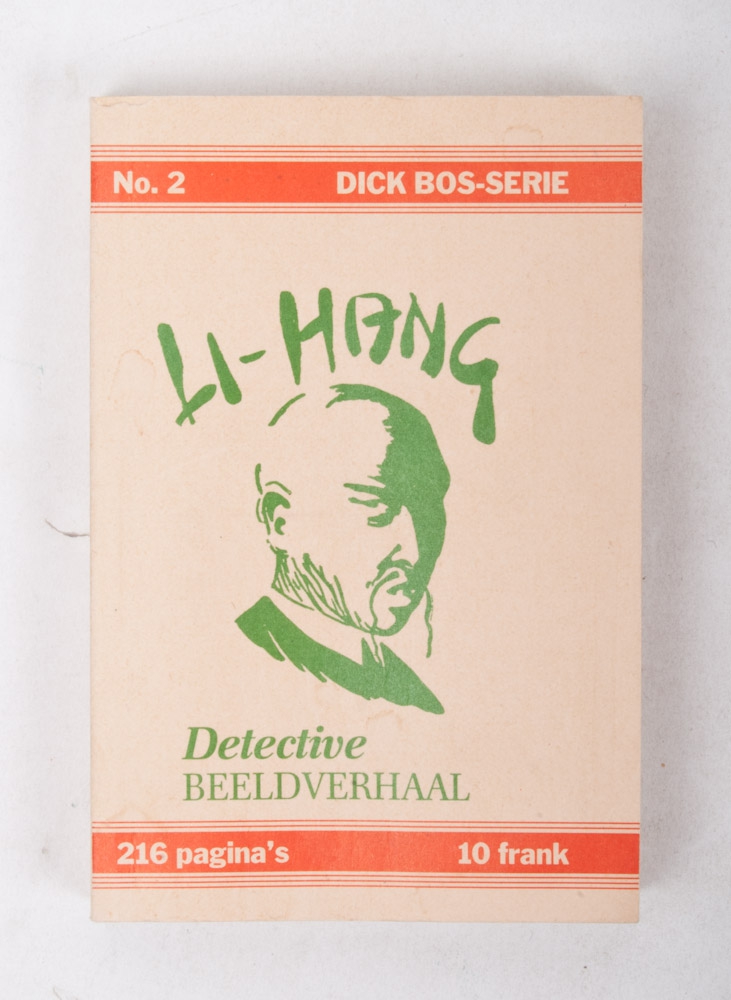 No. 2 DICK BOS-SERIE
LI-HANG
Detective
BEELDVERHAAL
216 pagina's 10 frank